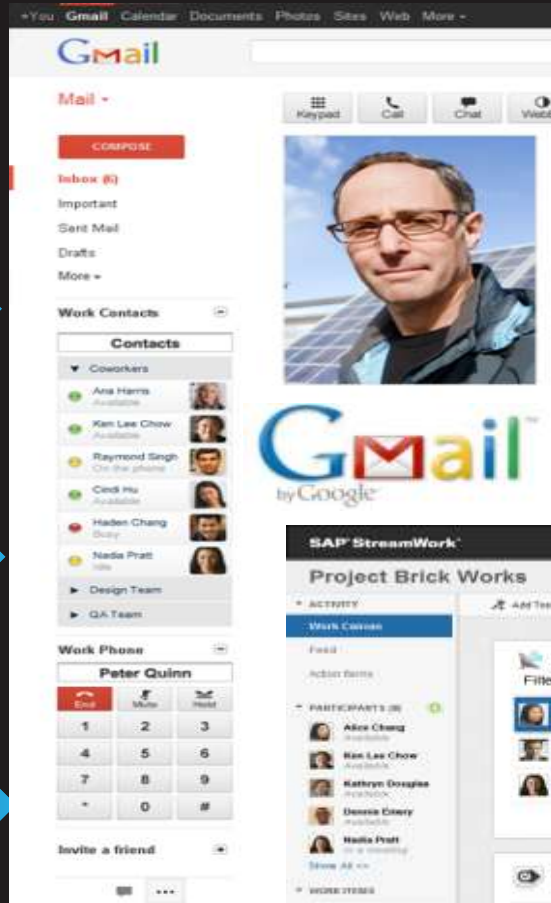 +You Gmail Calendar Documents Photos Sites Web More
Gmail
Mail
COMPOSE
Inbox (6)
Important
Sent Mail
Drafts
More
Work Contacts
Contacts
Coworkers
Ana Harris
Available
Ken Lee Chow
Available
Raymond Singh
On the phone
Cindi Hu
Available
Haden Chang
Busy
Nadia Pratt
Idle
Design Team
QA Team
Work Phone
Peter Quinn
End Mute Hold
1 2 3
4 5 6
7 8 9
* 0 #
Invite a friend
Keypad Call Chat
Gmail™
by Google
SAP StreamWork
Project Brick Works
ACTIVITY
Work Canvas
Feed
Action Items
PARTICIPANTS (8)
Alice Chang
Available
Ken Lee Chow
Available
Kathryn Douglas
Available
Dennis Emery
Available
Nadia Pratt
In a meeting
Show All >>
WORK ITEMS
Add